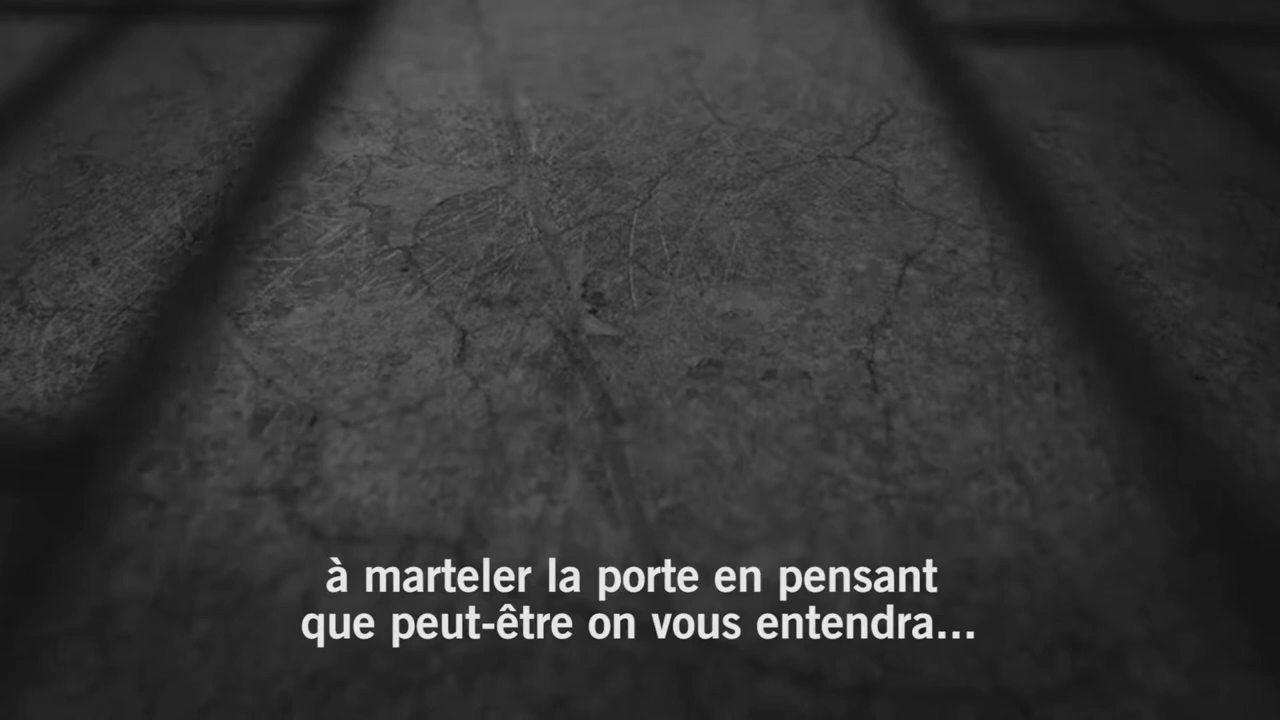 à marteler la porte en pensant
que peut-être on vous entendra...